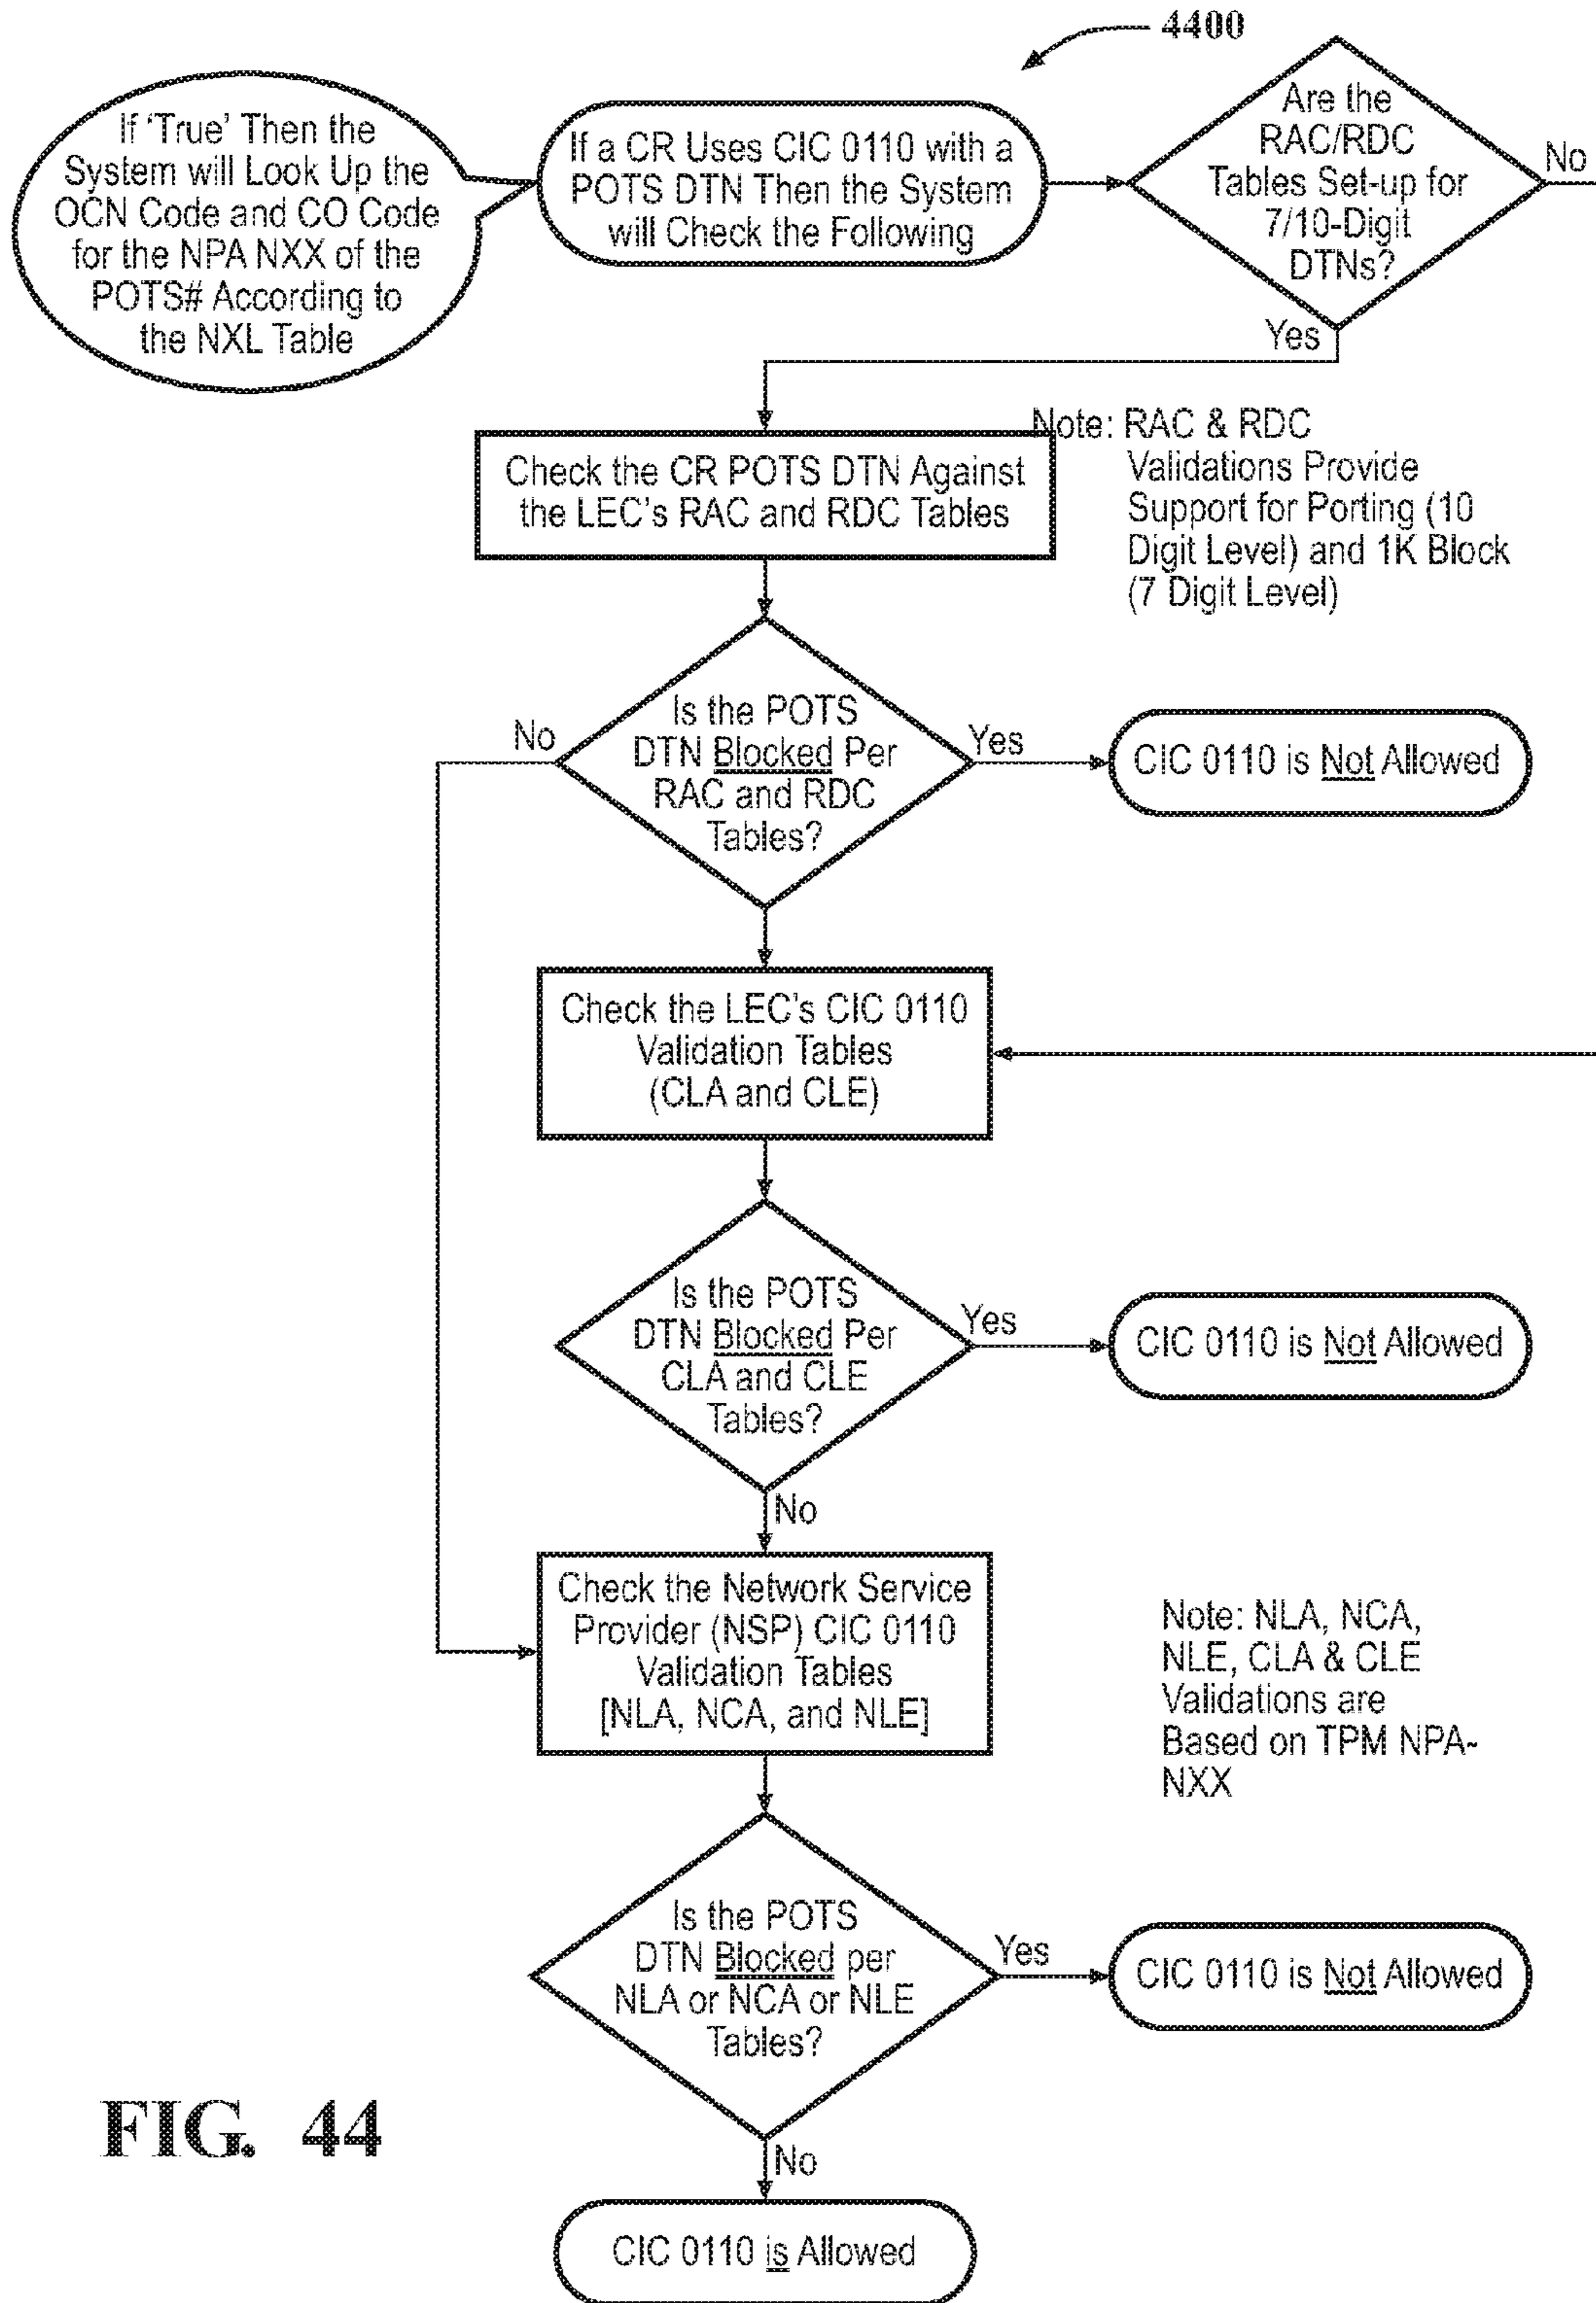 4400
If 'True' Then the
System will Look Up the
OCN Code and CO Code
for the NPA NXX of the
POTS# According to
the NXL Table
If a CR Uses CIC 0110 with a
POTS DTN Then the System
will Check the Following
Are the
RAC/RDC
Tables Set-up for
7/10-Digit
DTNs?
No
Yes
Check the CR POTS DTN Against
the LEC's RAC and RDC Tables
Note: RAC & RDC
Validations Provide
Support for Porting (10
Digit Level) and 1K Block
(7 Digit Level)
Is the POTS
DTN Blocked Per
RAC and RDC
Tables?
No
Yes
CIC 0110 is Not Allowed
Check the LEC's CIC 0110
Validation Tables
(CLA and CLE)
Is the POTS
DTN Blocked Per
CLA and CLE
Tables?
Yes
CIC 0110 is Not Allowed
No
Check the Network Service
Provider (NSP) CIC 0110
Validation Tables
[NLA, NCA, and NLE]
Note: NLA, NCA,
NLE, CLA & CLE
Validations are
Based on TPM NPA-
NXX
Is the POTS
DTN Blocked per
NLA or NCA or NLE
Tables?
Yes
CIC 0110 is Not Allowed
No
CIC 0110 is Allowed
FIG. 44